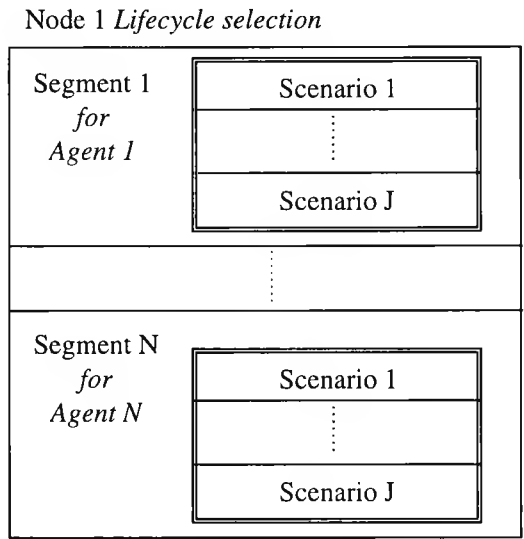 Node 1 Lifecycle selection
Segment 1
for
Agent 1
Scenario 1
Scenario J
Segment N
for
Agent N
Scenario 1
Scenario J